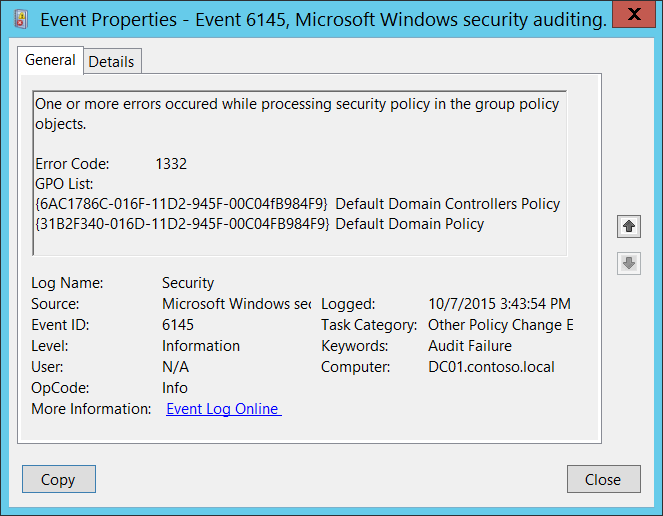 Event Properties - Event 6145, Microsoft Windows security auditing.
X
General Details
One or more errors occured while processing security policy in the group policy
objects.
Error Code: 1332
GPO List:
{6AC1786C-016F-11D2-945F-00C04fB984F9} Default Domain Controllers Policy
{31B2F340-016D-11D2-945F-00C04FB984F9} Default Domain Policy
Log Name: Security
Source: Microsoft Windows sec Logged: 10/7/2015 3:43:54 PM
Event ID: 6145 Task Category: Other Policy Change E
Level: Information Keywords: Audit Failure
User: N/A Computer: DC01.contoso.local
OpCode: Info
More Information: Event Log Online
Copy Close